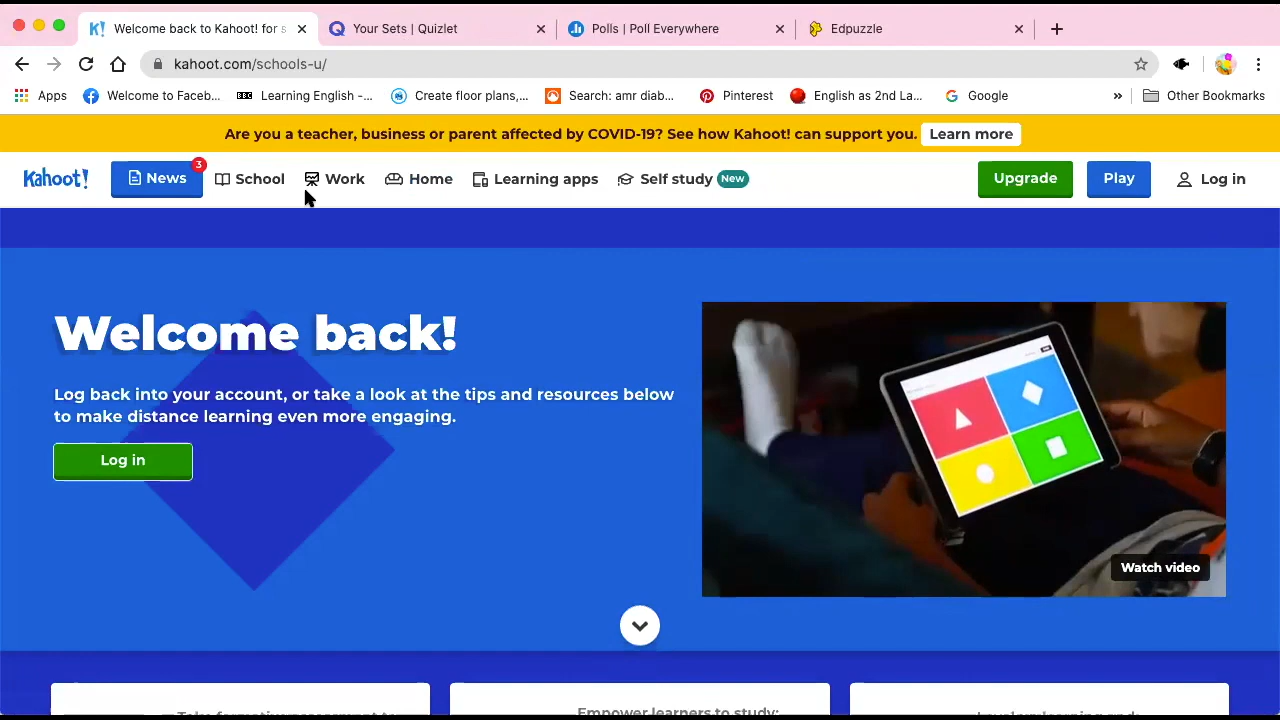 Welcome back to Kahoot! for s
Your Sets | Quizlet
Polls | Poll Everywhere
Edpuzzle
kahoot.com/schools-u/
Apps
Welcome to Faceb...
BBC
Learning English -...
Create floor plans,...
Search: amr diab...
Pinterest
English as 2nd La...
Google
»
Other Bookmarks
Are you a teacher, business or parent affected by COVID-19? See how Kahoot! can support you.
Learn more
Kahoot!
News
3
School
Work
Home
Learning apps
Self study
New
Upgrade
Play
Log in
Welcome back!
Log back into your account, or take a look at the tips and resources below
to make distance learning even more engaging.
Log in
Watch video
Empower learners to study: